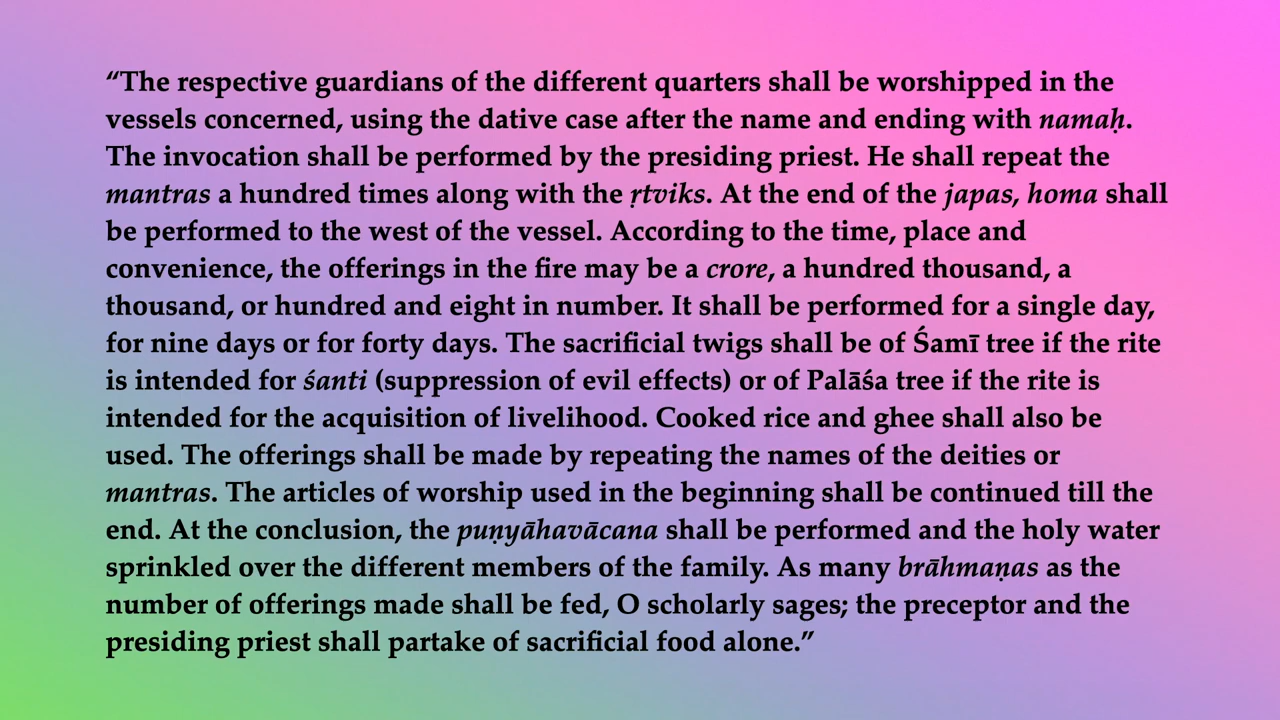 “The respective guardians of the different quarters shall be worshipped in the
vessels concerned, using the dative case after the name and ending with namaḥ.
The invocation shall be performed by the presiding priest. He shall repeat the
mantras a hundred times along with the ṛtviks. At the end of the japas, homa shall
be performed to the west of the vessel. According to the time, place and
convenience, the offerings in the fire may be a crore, a hundred thousand, a
thousand, or hundred and eight in number. It shall be performed for a single day,
for nine days or for forty days. The sacrificial twigs shall be of Śamī tree if the rite
is intended for śanti (suppression of evil effects) or of Palāśa tree if the rite is
intended for the acquisition of livelihood. Cooked rice and ghee shall also be
used. The offerings shall be made by repeating the names of the deities or
mantras. The articles of worship used in the beginning shall be continued till the
end. At the conclusion, the puṇyāhavācana shall be performed and the holy water
sprinkled over the different members of the family. As many brāhmaṇas as the
number of offerings made shall be fed, O scholarly sages; the preceptor and the
presiding priest shall partake of sacrificial food alone.”